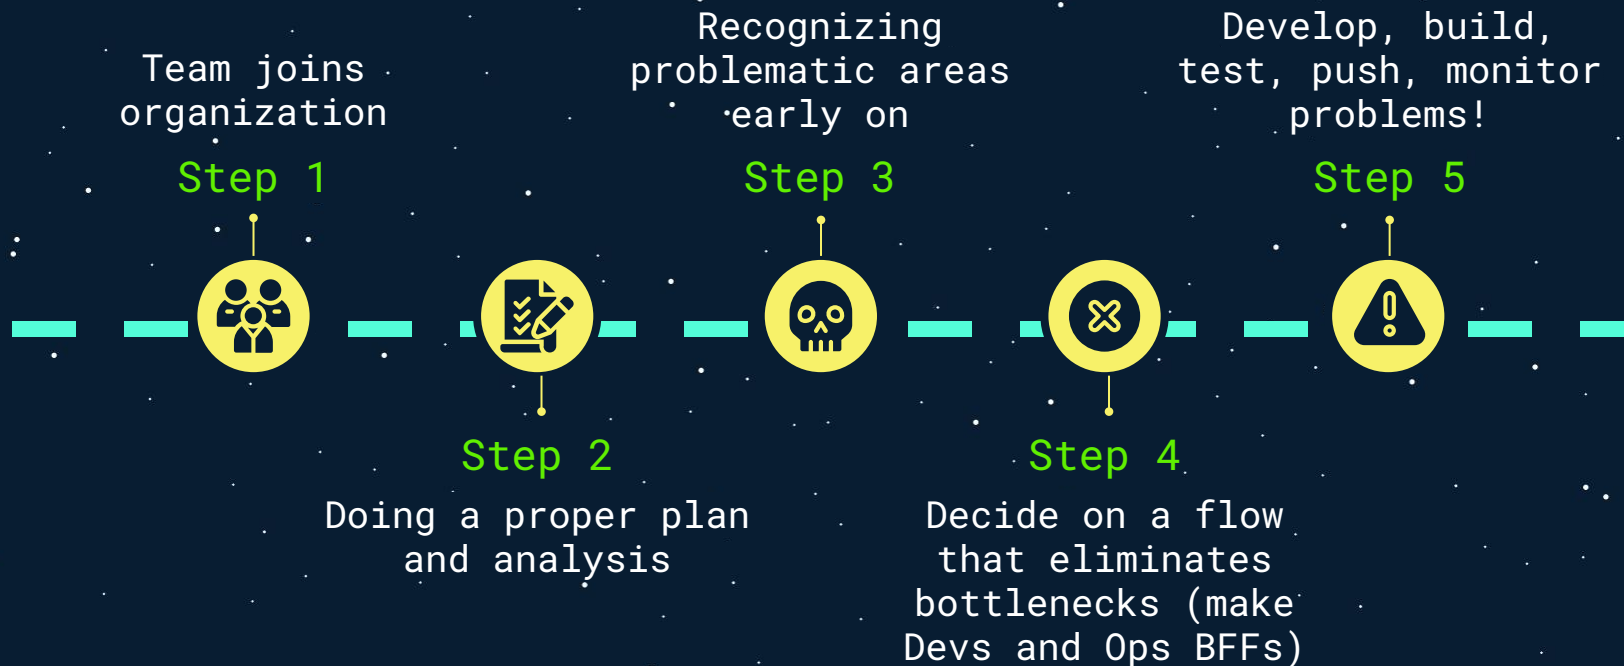 Team joins
organization
Step 1
Step 2
Doing a proper plan
and analysis
Recognizing
problematic areas
early on
Step 3
Step 4
Decide on a flow
that eliminates
bottlenecks (make
Devs and Ops BFFs)
Develop, build,
test, push, monitor
problems!
Step 5